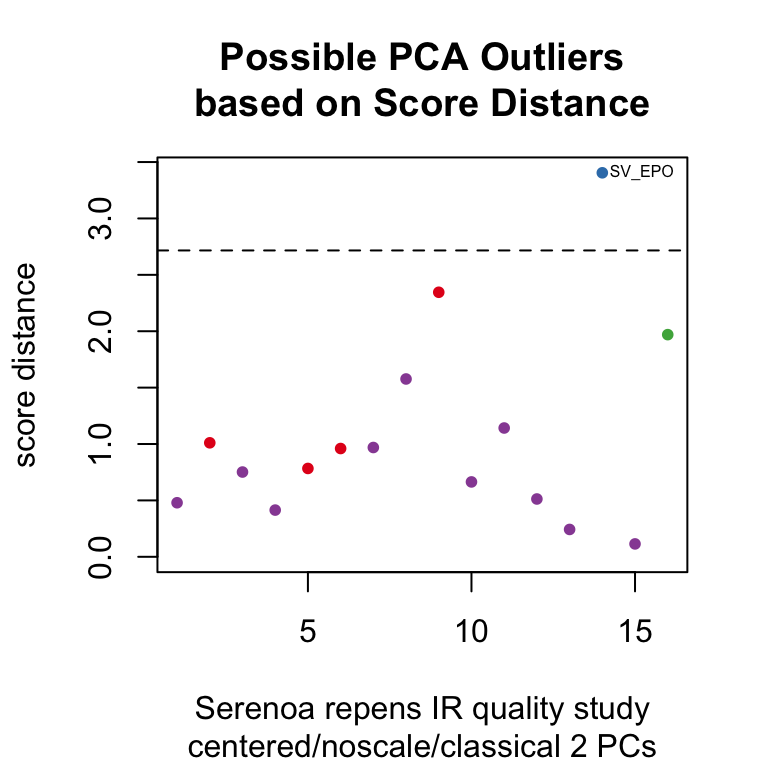 Possible PCA Outliers
based on Score Distance
SV_EPO
score distance
3.0
2.0
1.0
0.0
5 10 15
Serenoa repens IR quality study
centered/noscale/classical 2 PCs